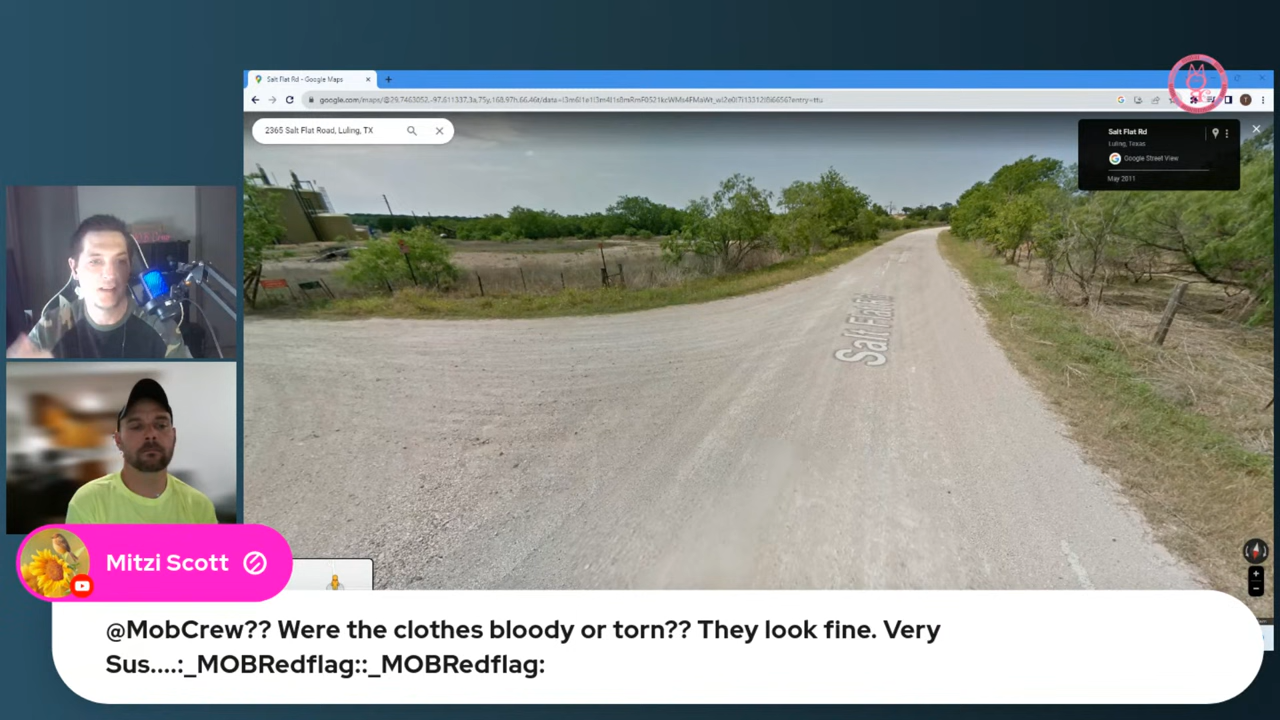 Salt Flat Rd - Google Maps
2365 Salt Flat Road, Luling, TX
Salt Flat Rd
Luling, Texas
Google Street View
May 2011
Salt Flat Rd
Mitzi Scott
@MobCrew?? Were the clothes bloody or torn?? They look fine. Very
Sus....:_MOBRedflag::_MOBRedflag: